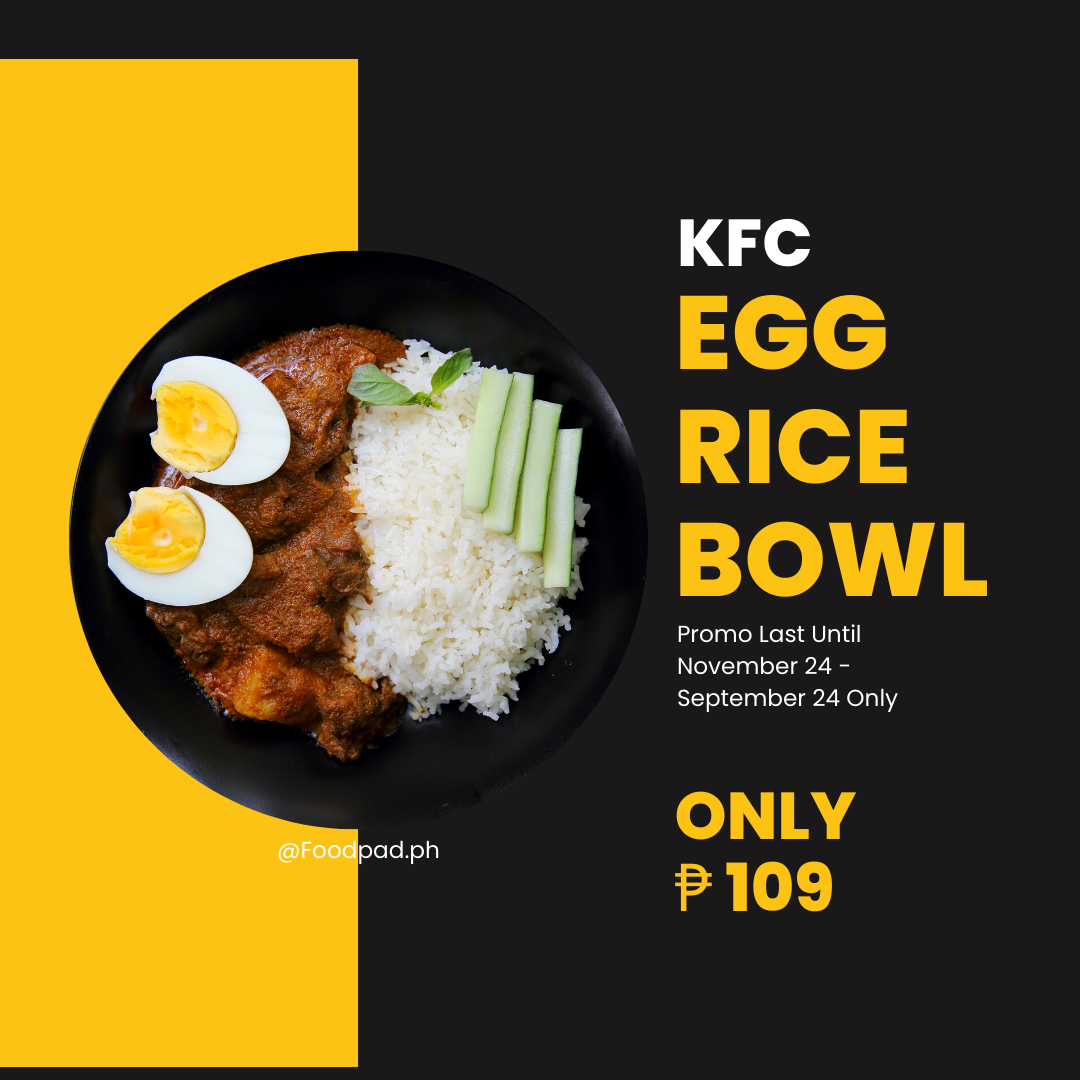 KFC
EGG
RICE
BOWL
Promo Last Until
November 24 -
September 24 Only
@Foodpad.ph
ONLY
₱ 109